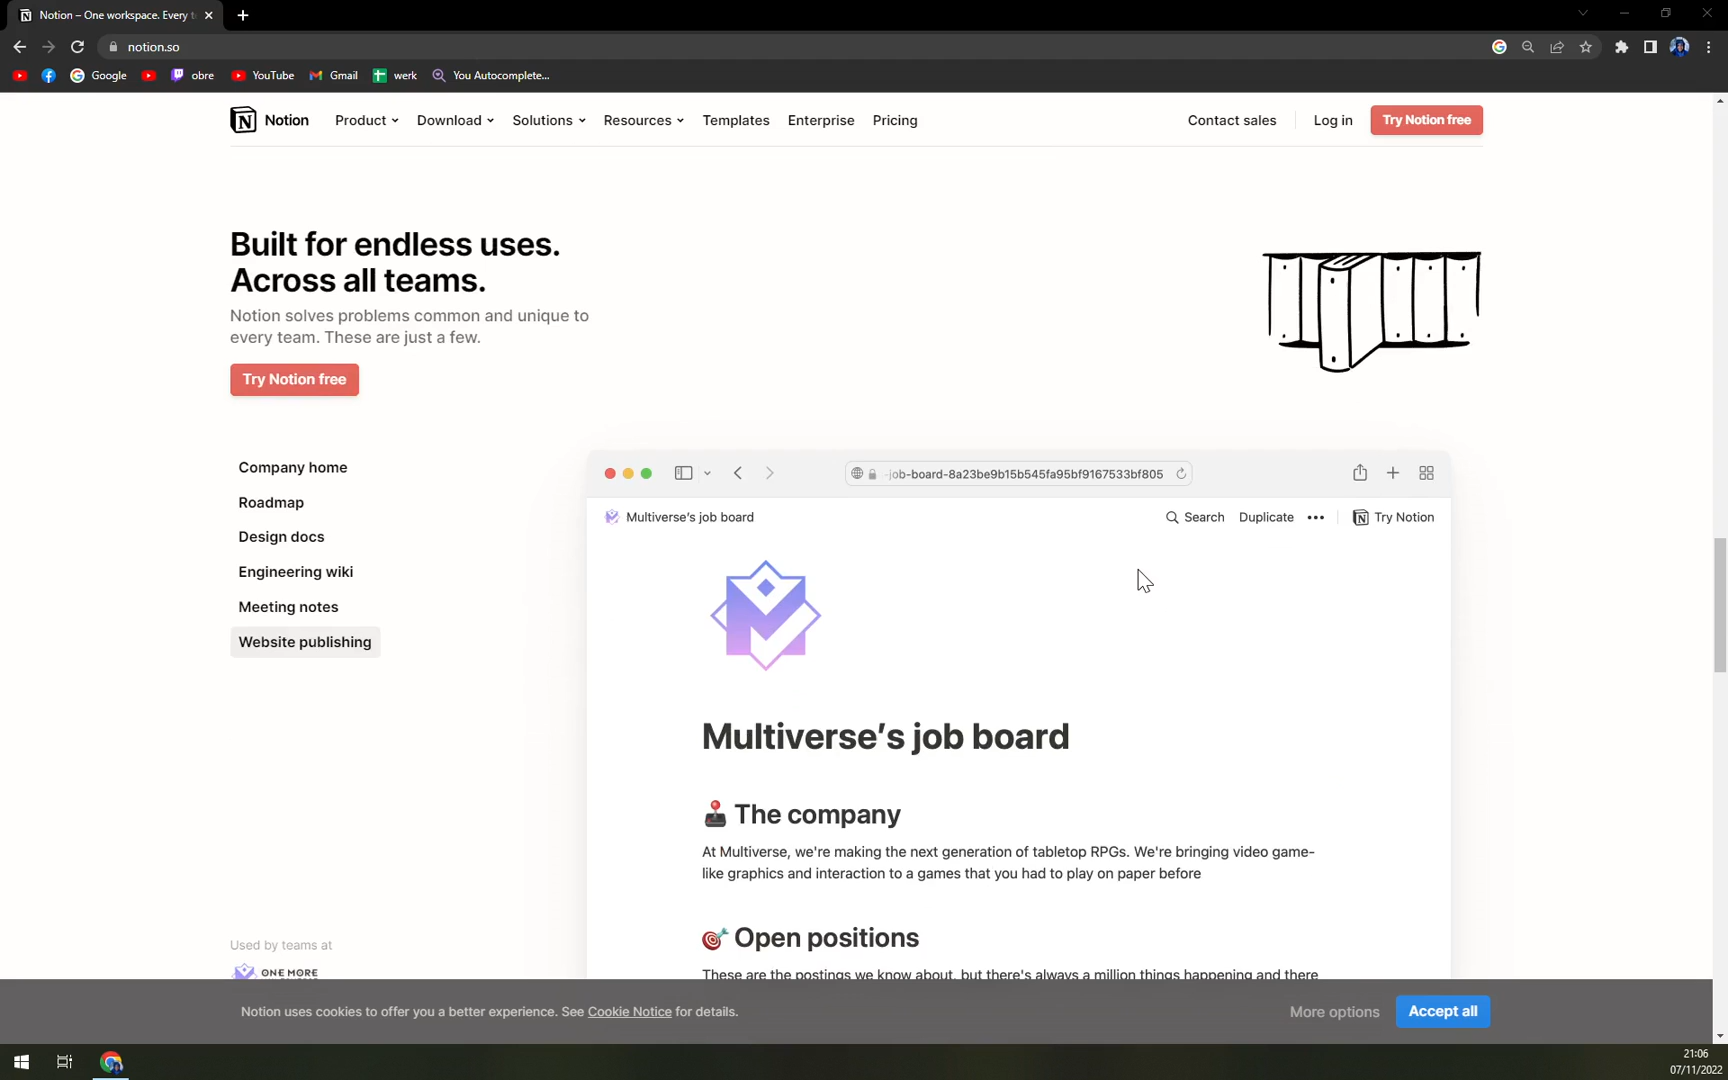 Notion – One workspace. Every t
notion.so
Google
obre
YouTube
Gmail
werk
You Autocomplete...
Notion
Product
Download
Solutions
Resources
Templates
Enterprise
Pricing
Contact sales
Log in
Try Notion free
Built for endless uses.
Across all teams.
Notion solves problems common and unique to
every team. These are just a few.
Try Notion free
Company home
Roadmap
Design docs
Engineering wiki
Meeting notes
Website publishing
-job-board-8a23be9b15b545fa95bf9167533bf805
Multiverse's job board
Search
Duplicate
Try Notion
Multiverse's job board
The company
At Multiverse, we're making the next generation of tabletop RPGs. We're bringing video game-
like graphics and interaction to a games that you had to play on paper before
Open positions
These are the postings we know about, but there's always a million things happening and there
Used by teams at
ONE MORE
Notion uses cookies to offer you a better experience. See Cookie Notice for details.
More options
Accept all
21:06
07/11/2022